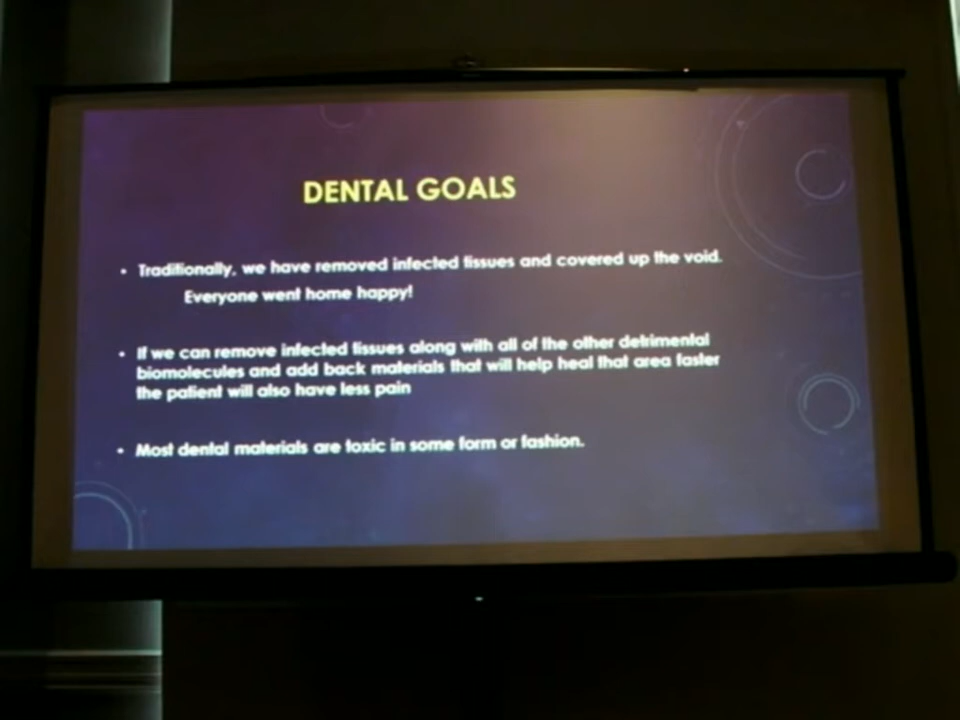 DENTAL GOALS
• Traditionally, we have removed infected tissues and covered up the void.
Everyone went home happy!
• If we can remove infected tissues along with all of the other detrimental
biomolecules and add back materials that will help heal that area faster
the patient will also have less pain
• Most dental materials are toxic in some form or fashion.